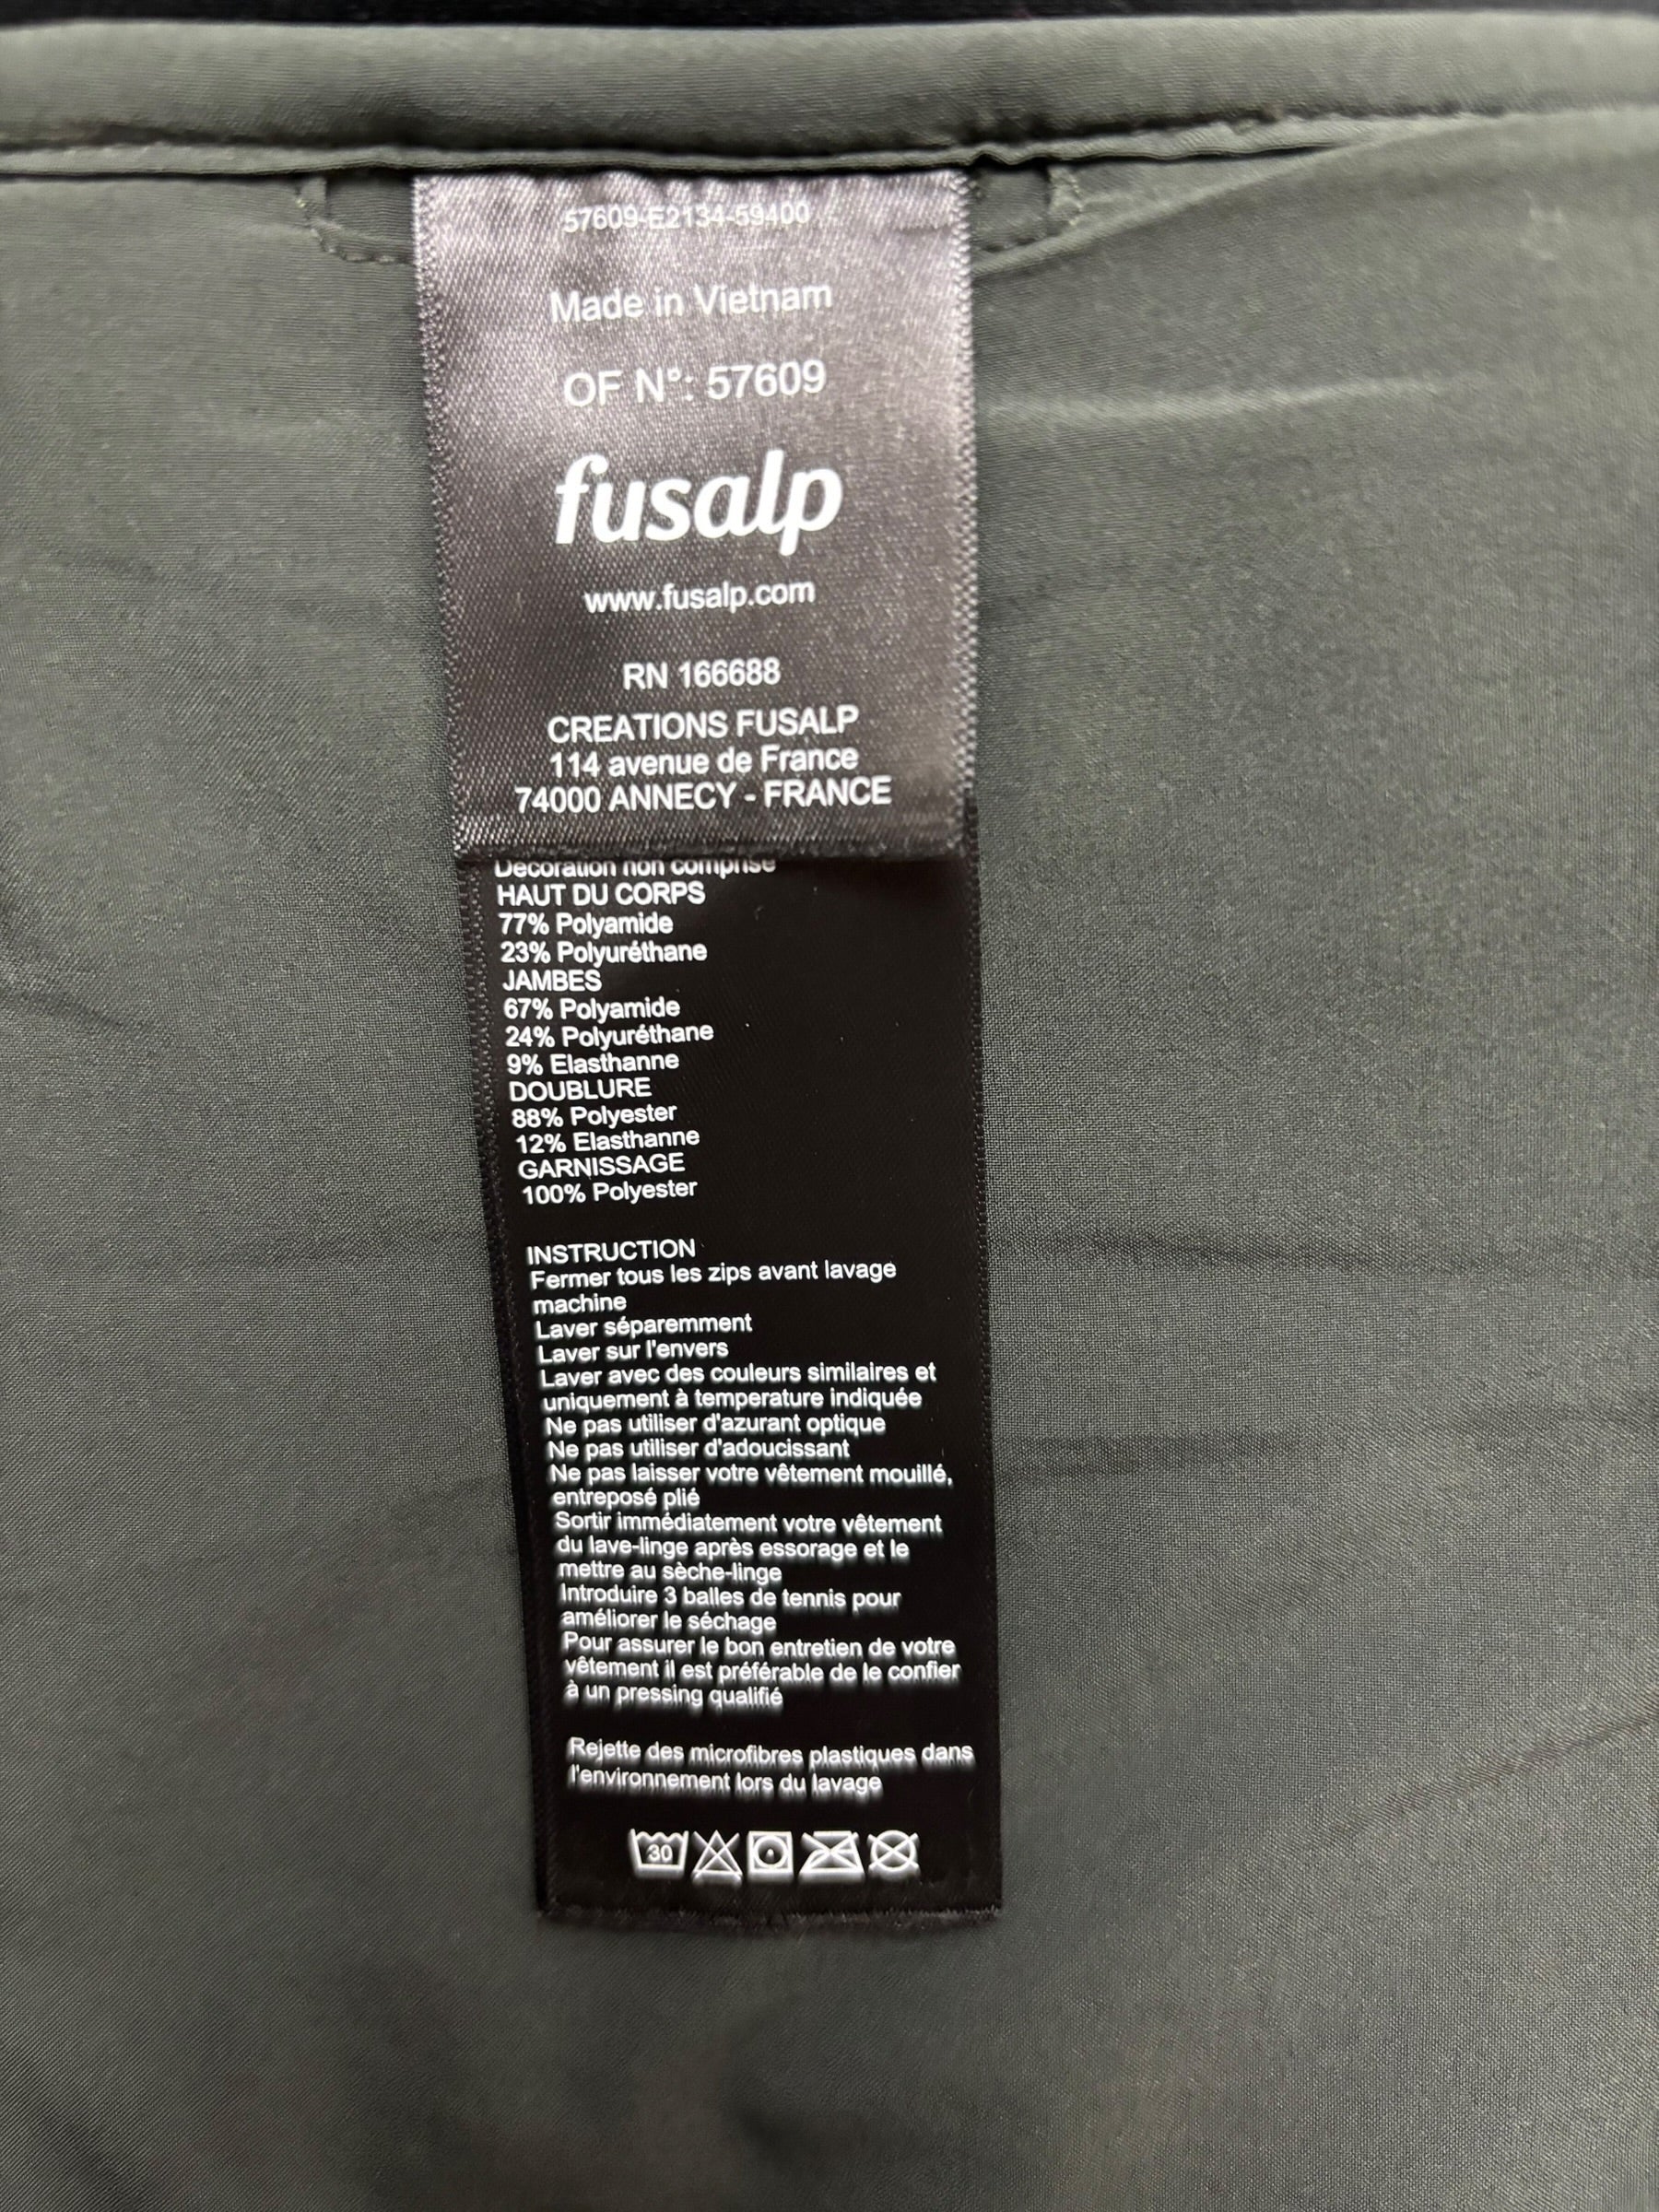 57609-E2134-59400
Made in Vietnam
OF N°: 57609
fusalp
www.fusalp.com
RN 166688
CREATIONS FUSALP
114 avenue de France
74000 ANNECY - FRANCE
Decoration non comprise
HAUT DU CORPS
77% Polyamide
23% Polyuréthane
JAMBES
67% Polyamide
24% Polyuréthane
9% Elasthanne
DOUBLURE
88% Polyester
12% Elasthanne
GARNISSAGE
100% Polyester
INSTRUCTION
Fermer tous les zips avant lavage
machine
Laver séparemment
Laver sur l'envers
Laver avec des couleurs similaires et
uniquement à temperature indiquée
Ne pas utiliser d'azurant optique
Ne pas utiliser d'adoucissant
Ne pas laisser votre vêtement mouillé,
entreposé plié
Sortir immédiatement votre vêtement
du lave-linge après essorage et le
mettre au sèche-linge
Introduire 3 balles de tennis pour
améliorer le séchage
Pour assurer le bon entretien de votre
vêtement il est préférable de le confier
à un pressing qualifié
Rejette des microfibres plastiques dans
l'environnement lors du lavage
30